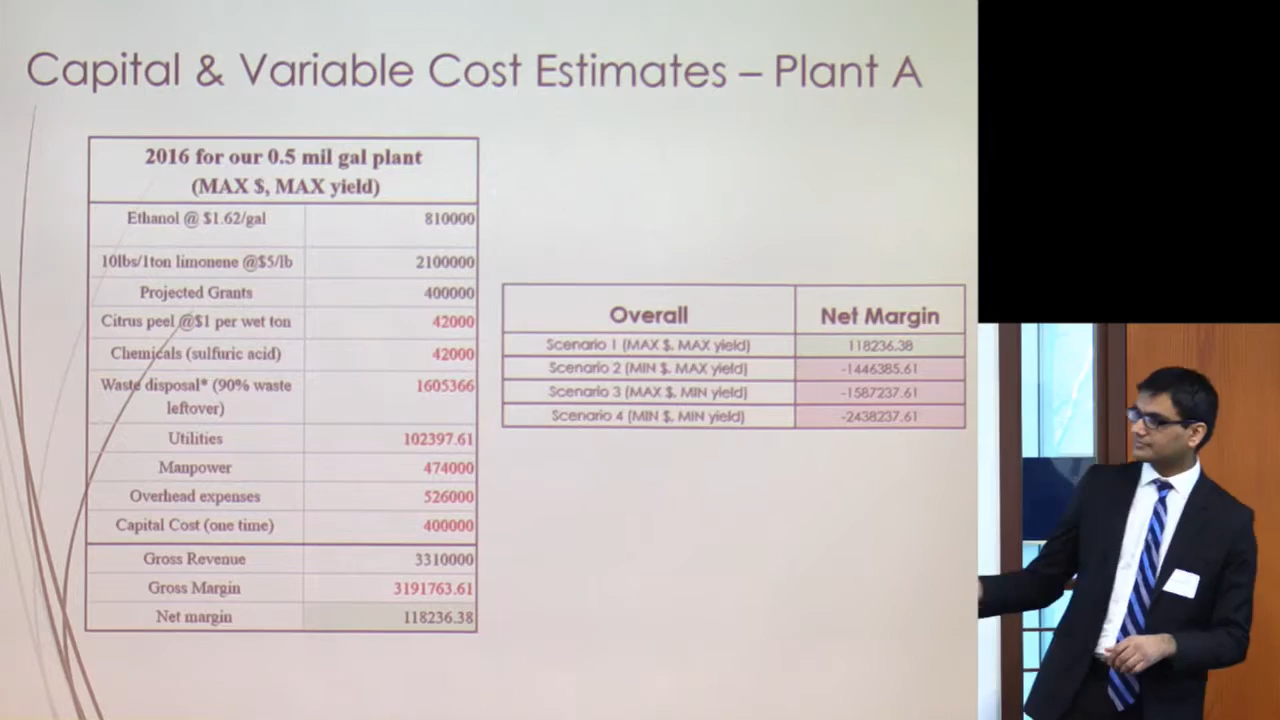 Capital & Variable Cost Estimates – Plant A
2016 for our 0.5 mil gal plant
(MAX $, MAX yield)
Ethanol @ $1.62/gal 810000
10lbs/1ton limonene @$5/lb 2100000
Projected Grants 400000
Citrus peel @$1 per wet ton 42000
Chemicals (sulfuric acid) 42000
Waste disposal* (90% waste 1605366
leftover)
Utilities 102397.61
Manpower 474000
Overhead expenses 526000
Capital Cost (one time) 400000
Gross Revenue 3310000
Gross Margin 3191763.61
Net margin 118236.38
Overall Net Margin
Scenario 1 (MAX $, MAX yield) 118236.38
Scenario 2 (MIN $, MAX yield) -1446385.61
Scenario 3 (MAX $, MIN yield) -1587237.61
Scenario 4 (MIN $, MIN yield) -2438237.61